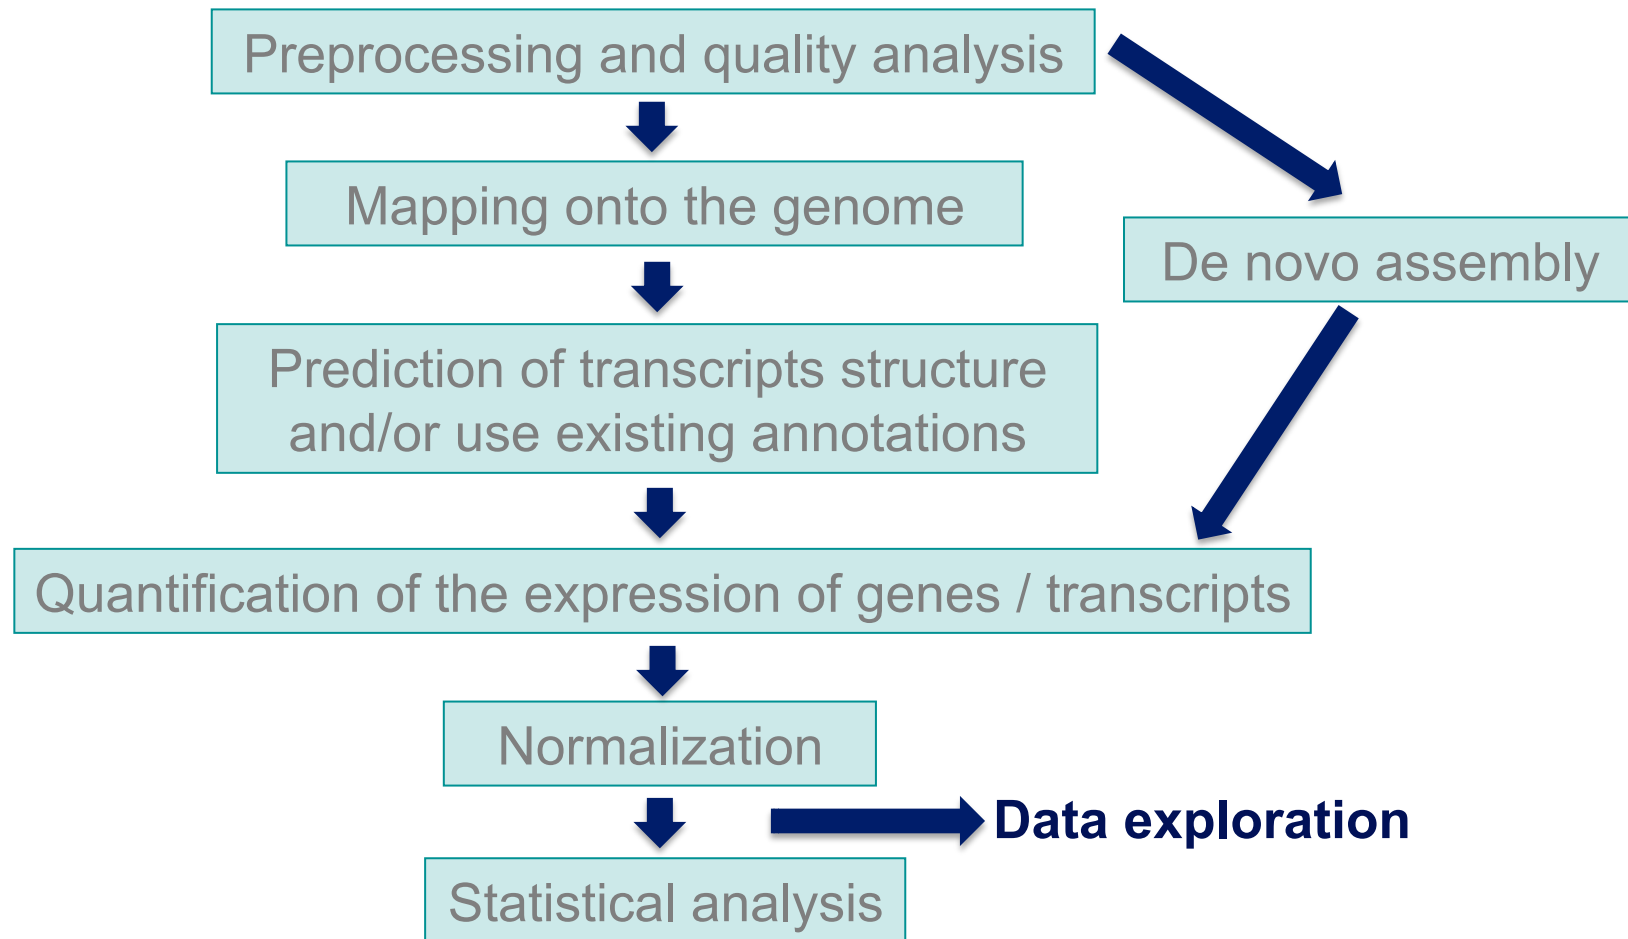 Preprocessing and quality analysis
Mapping onto the genome
De novo assembly
Prediction of transcripts structure
and/or use existing annotations
Quantification of the expression of genes / transcripts
Normalization
Data exploration
Statistical analysis